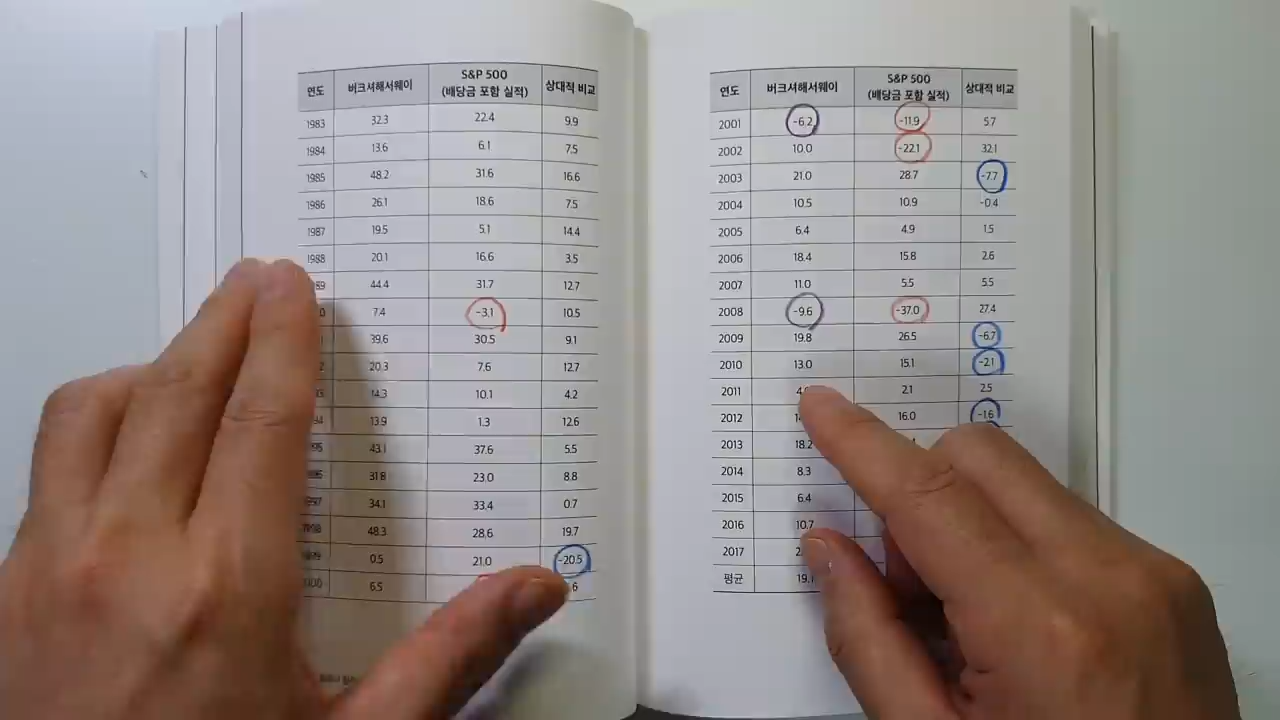 연도 버크셔해서웨이 S&P 500 (배당금 포함 실적) 상대적 비교
1983 32.3 22.4 9.9
1984 13.6 6.1 7.5
1985 48.2 31.6 16.6
1986 26.1 18.6 7.5
1987 19.5 5.1 14.4
1988 20.1 16.6 3.5
89 44.4 31.7 12.7
0 7.4 -3.1 10.5
39.6 30.5 9.1
2 20.3 7.6 12.7
14.3 10.1 4.2
94 13.9 1.3 12.6
95 43.1 37.6 5.5
31.8 23.0 8.8
1997 34.1 33.4 0.7
1998 48.3 28.6 19.7
0.5 21.0 -20.5
6.5
연도 버크셔해서웨이 S&P 500 (배당금 포함 실적) 상대적 비교
2001 -6.2 -11.9 5.7
2002 10.0 -22.1 32.1
2003 21.0 28.7 -7.7
2004 10.5 10.9 -0.4
2005 6.4 4.9 1.5
2006 18.4 15.8 2.6
2007 11.0 5.5 5.5
2008 -9.6 -37.0 27.4
2009 19.8 26.5 -6.7
2010 13.0 15.1 -2.1
2011 2.1 2.5
2012 16.0 -1.6
2013 18.2
2014 8.3
2015 6.4
2016 10.7
2017
평균 19.1